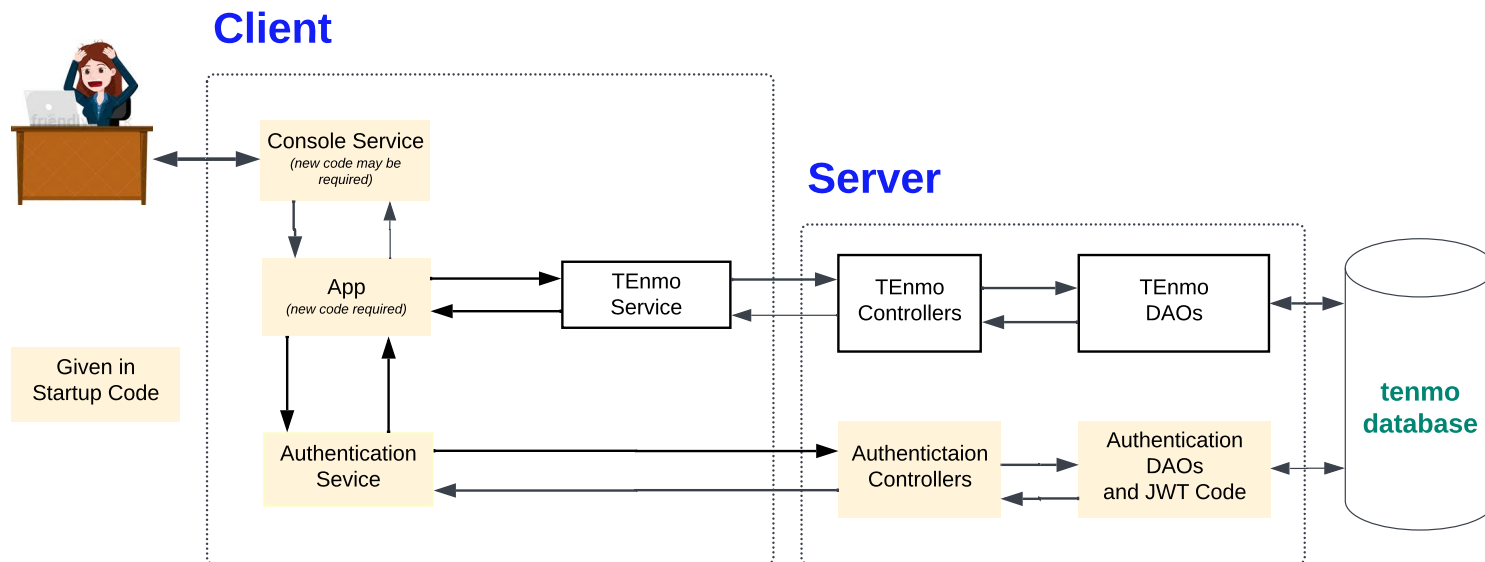 Client
friendl
Console Service
(new code may be
required)
Server
App
(new code required)
TEnmo
Service
TEnmo
Controllers
TEnmo
DAOs
Given in
Startup Code
tenmo
database
Authentication
Sevice
Authentictaion
Controllers
Authentication
DAOs
and JWT Code